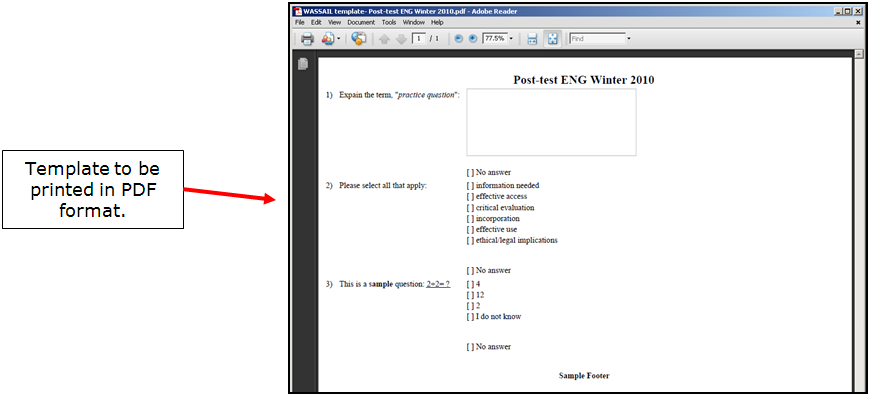 WASSAIL template- Post-test ENG Winter 2010.pdf - Adobe Reader
File Edit View Document Tools Window Help
1 / 1 77.5% Find
Post-test ENG Winter 2010
1) Expain the term, "practice question":
[ ] No answer
2) Please select all that apply: [ ] information needed
[ ] effective access
[ ] critical evaluation
[ ] incorporation
[ ] effective use
[ ] ethical/legal implications
[ ] No answer
3) This is a sample question: 2+2= ? [ ] 4
[ ] 12
[ ] 2
[ ] I do not know
[ ] No answer
Sample Footer
Template to be
printed in PDF
format.